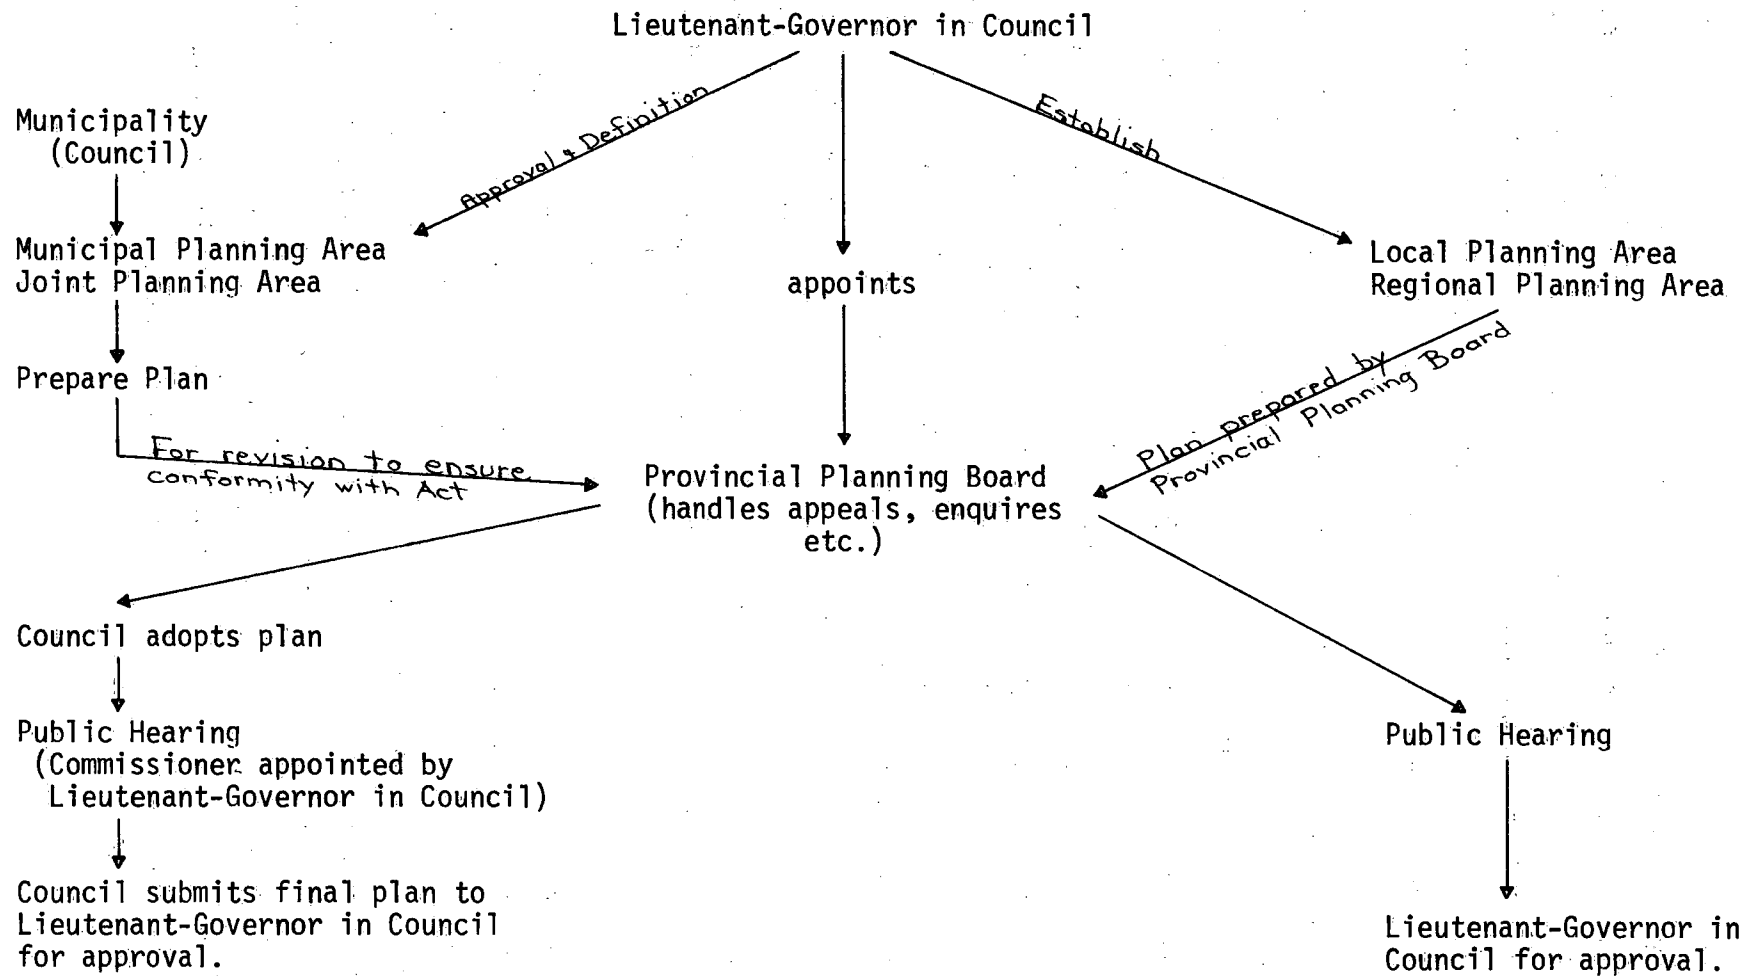 Lieutenant-Governor in Council
Approval & Definition
Establish
Municipality
(Council)
Municipal Planning Area
Joint Planning Area
appoints
Local Planning Area
Regional Planning Area
Prepare Plan
For revision to ensure
conformity with Act
Plan prepared by
Provincial Planning Board
Provincial Planning Board
(handles appeals, enquires
etc.)
Council adopts plan
Public Hearing
(Commissioner appointed by
Lieutenant-Governor in Council)
Council submits final plan to
Lieutenant-Governor in Council
for approval.
Public Hearing
Lieutenant-Governor in
Council for approval.